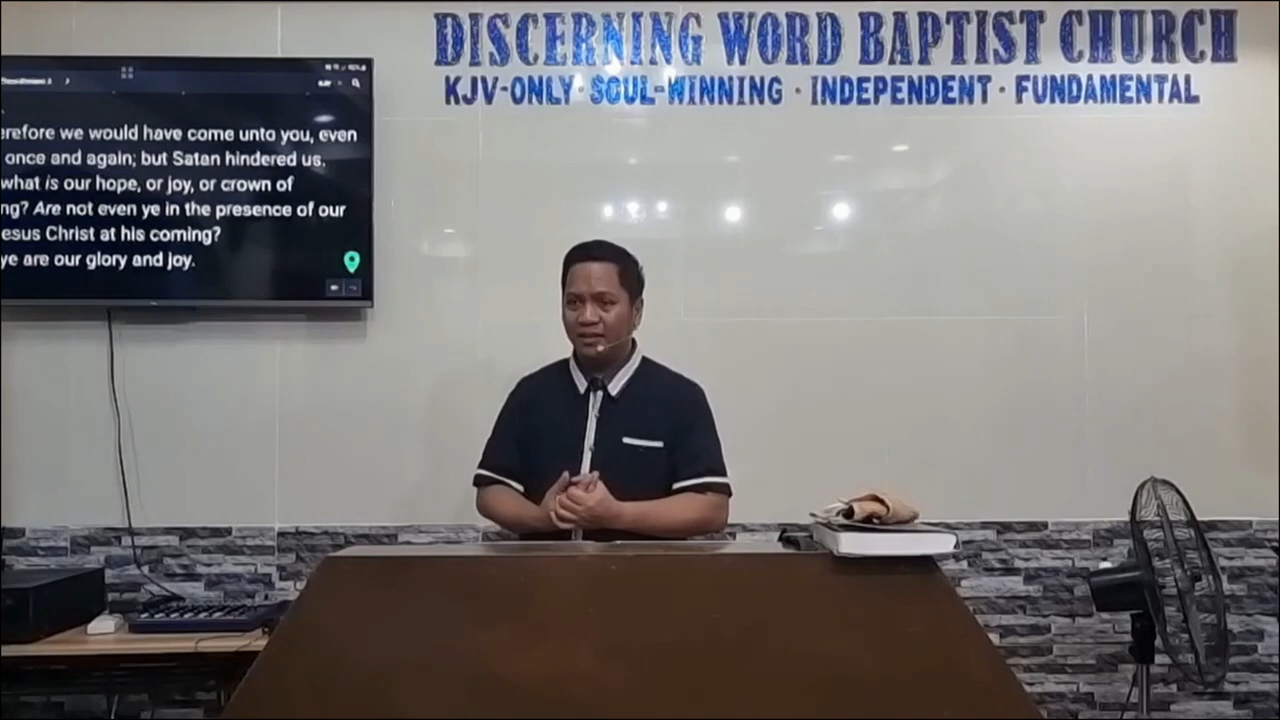 DISCERNING WORD BAPTIST CHURCH
KJV-ONLY · SOUL-WINNING · INDEPENDENT · FUNDAMENTAL
erefore we would have come unto you, even
once and again; but Satan hindered us.
what is our hope, or joy, or crown of
ng? Are not even ye in the presence of our
esus Christ at his coming?
ye are our glory and joy.